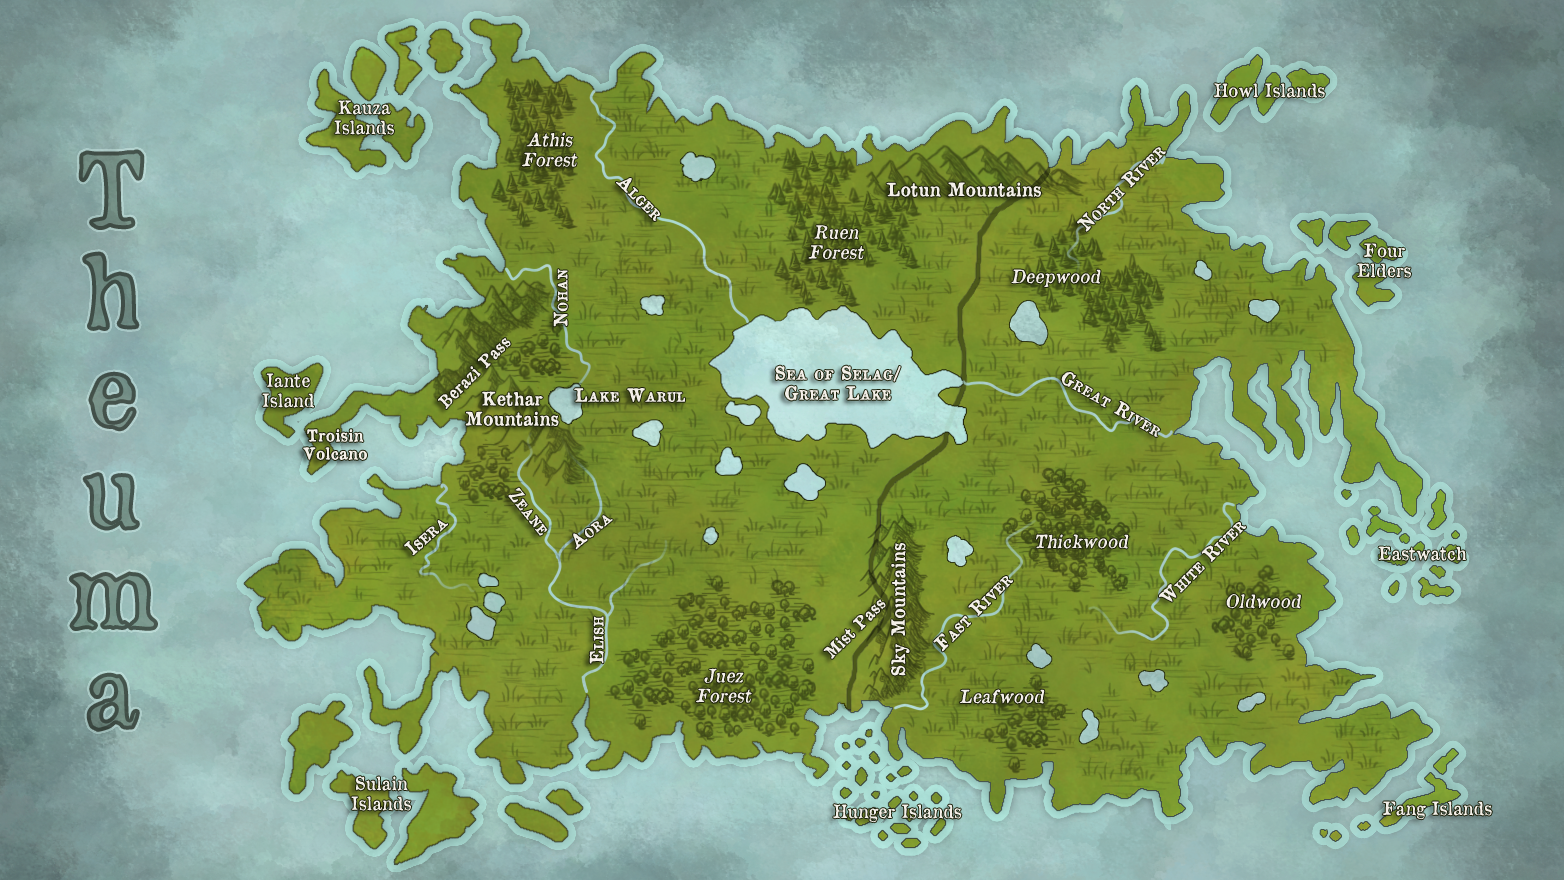 Theuma
Kauza
Islands
Athis
Forest
Alger
Howl Islands
Lotun Mountains
North River
Ruen
Forest
Deepwood
Four
Elders
Nohan
Berazi Pass
Iante
Island
Kethar
Mountains
Lake Warul
Sea of Selag/
Great Lake
Great River
Troisin
Volcano
Isera
Zeane
Aora
Thickwood
Eastwatch
White River
Oldwood
Mist Pass
Sky Mountains
Fast River
Elish
Juez
Forest
Leafwood
Sulain
Islands
Hunger Islands
Fang Islands